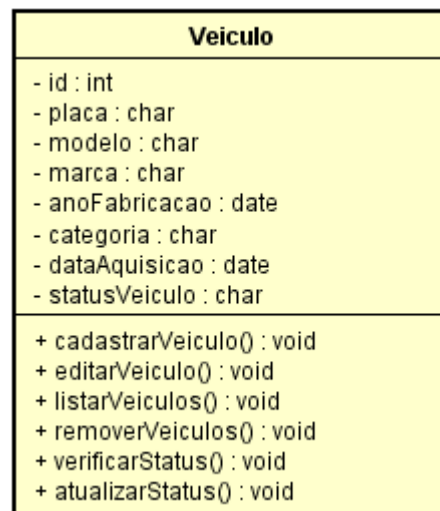 Veiculo
- id : int
- placa : char
- modelo : char
- marca : char
- anoFabricacao : date
- categoria : char
- dataAquisicao : date
- statusVeiculo : char
+ cadastrarVeiculo() : void
+ editarVeiculo() : void
+ listarVeiculos() : void
+ removerVeiculos() : void
+ verificarStatus() : void
+ atualizarStatus() : void